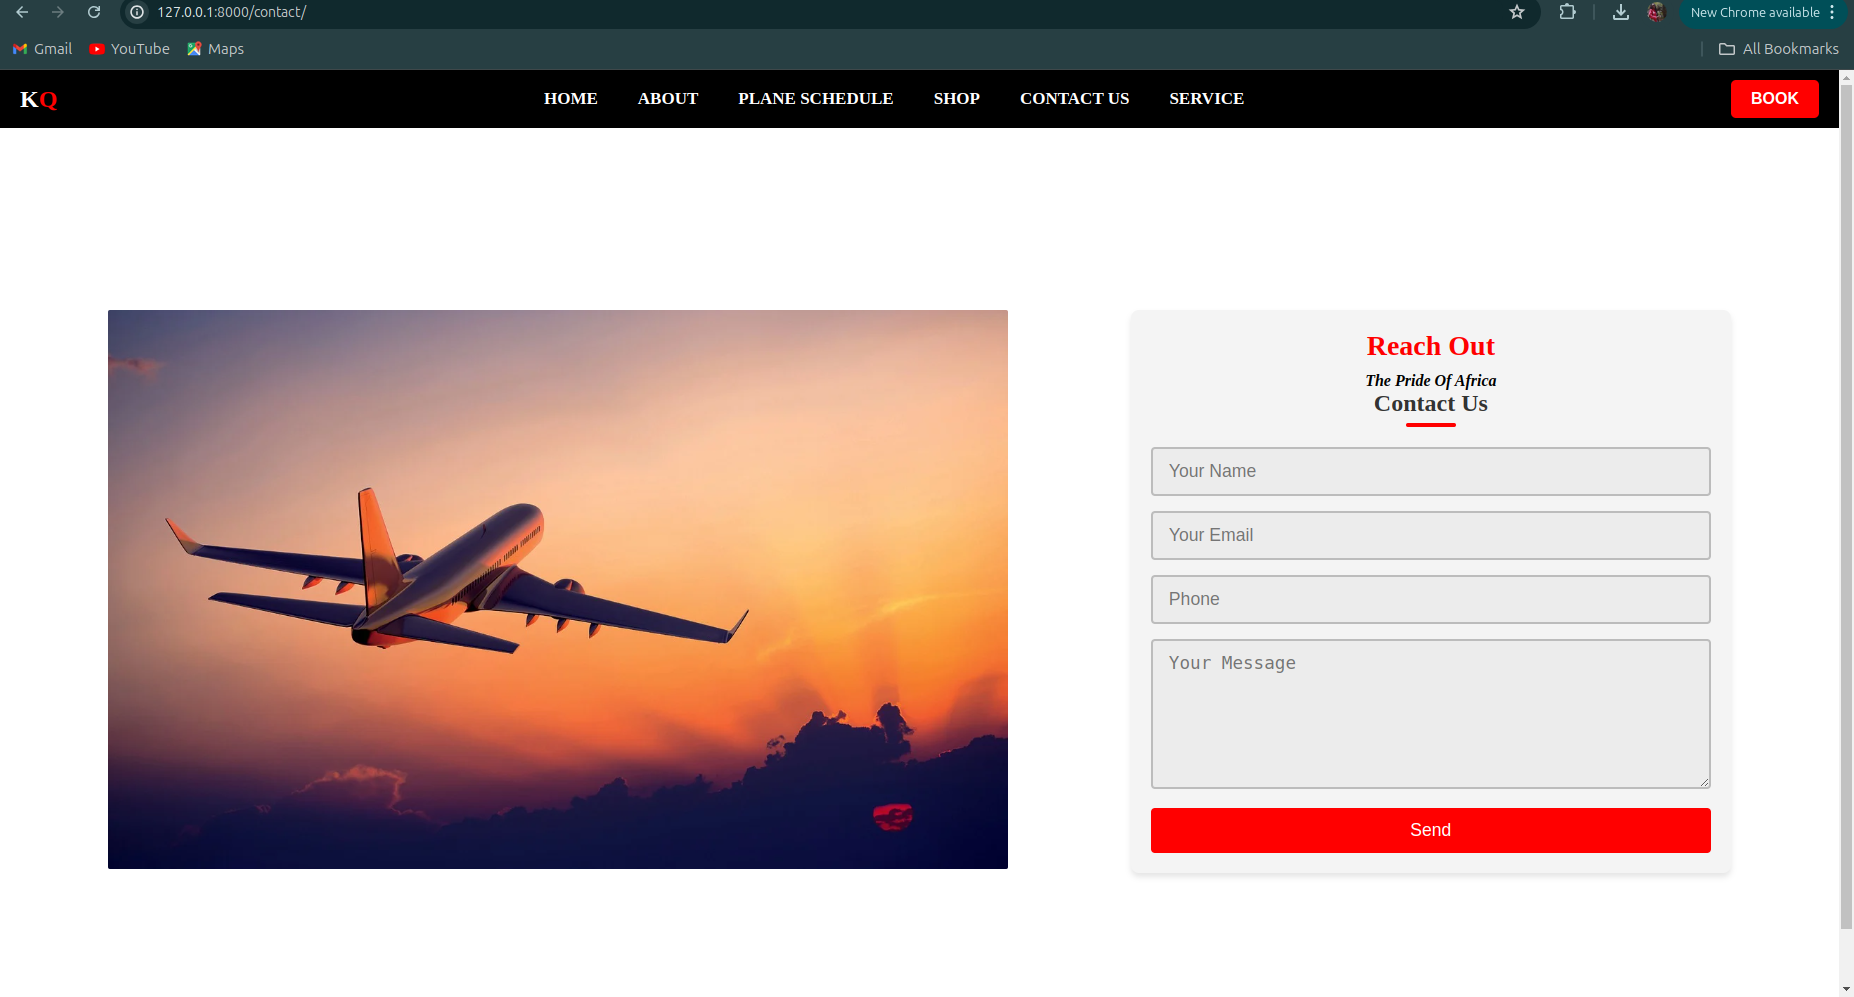 127.0.0.1:8000/contact/
New Chrome available
Gmail YouTube Maps
All Bookmarks
KQ HOME ABOUT PLANE SCHEDULE SHOP CONTACT US SERVICE BOOK
Reach Out
The Pride Of Africa
Contact Us
Your Name
Your Email
Phone
Your Message
Send